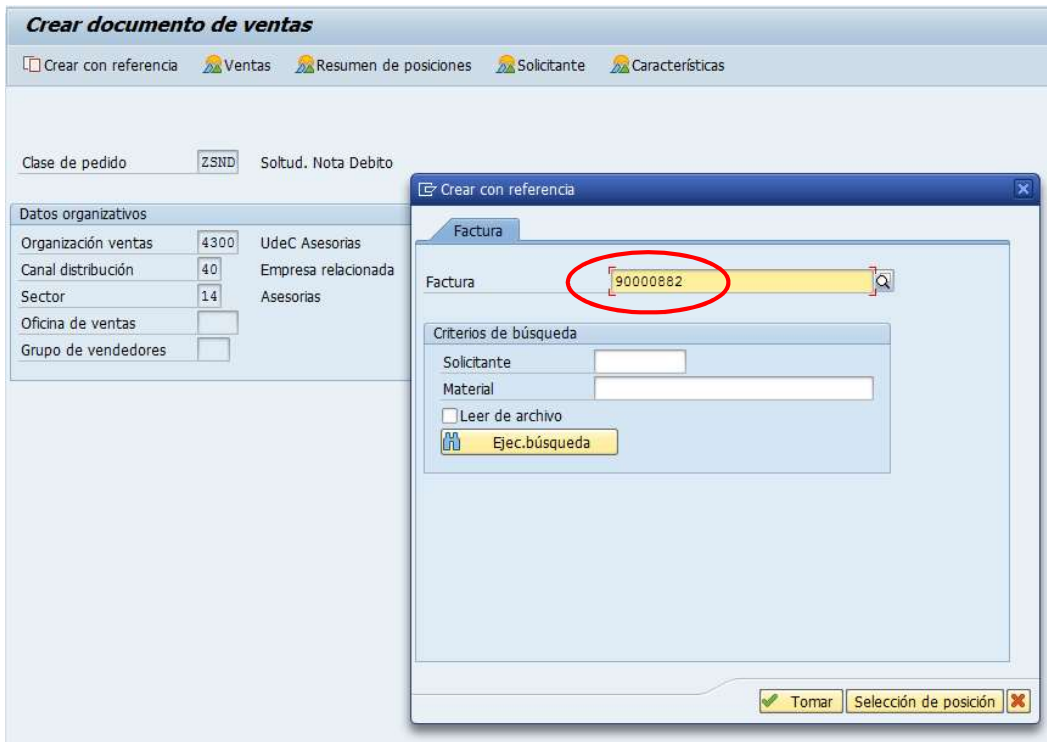 Crear documento de ventas
Crear con referencia Ventas Resumen de posiciones Solicitante Características
Clase de pedido ZSND Soltud. Nota Debito
Datos organizativos
Organización ventas 4300 UdeC Asesorias
Canal distribución 40 Empresa relacionada
Sector 14 Asesorias
Oficina de ventas
Grupo de vendedores
Crear con referencia
Factura
Factura 90000882
Criterios de búsqueda
Solicitante
Material
Leer de archivo
Ejec.búsqueda
Tomar Selección de posición